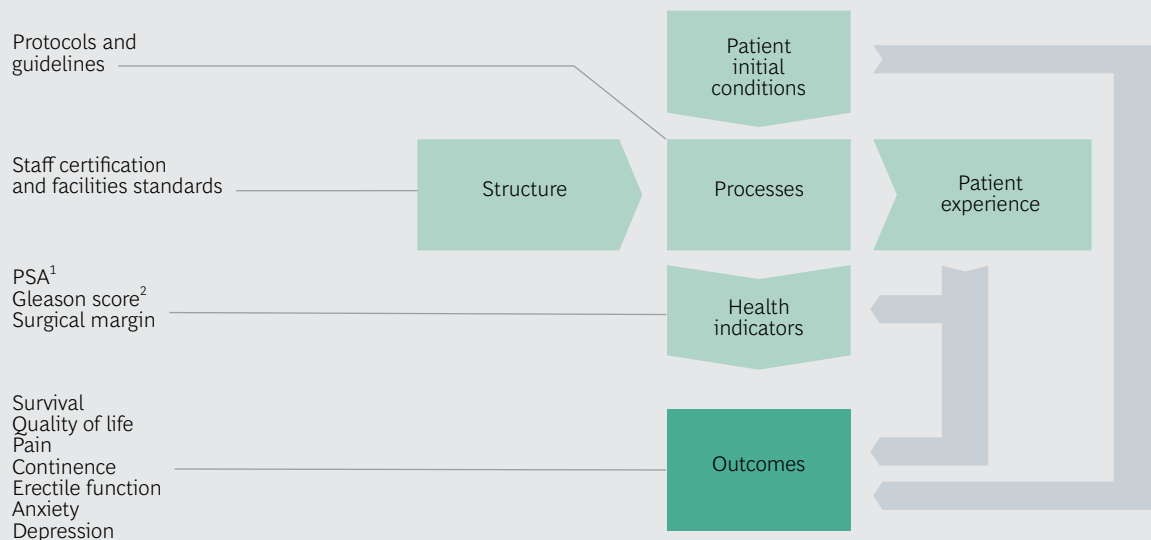 Protocols and
guidelines
Patient
initial
conditions
Staff certification
and facilities standards
Structure
Processes
Patient
experience
PSA1
Gleason score2
Surgical margin
Health
indicators
Survival
Quality of life
Pain
Continence
Erectile function
Anxiety
Depression
Outcomes